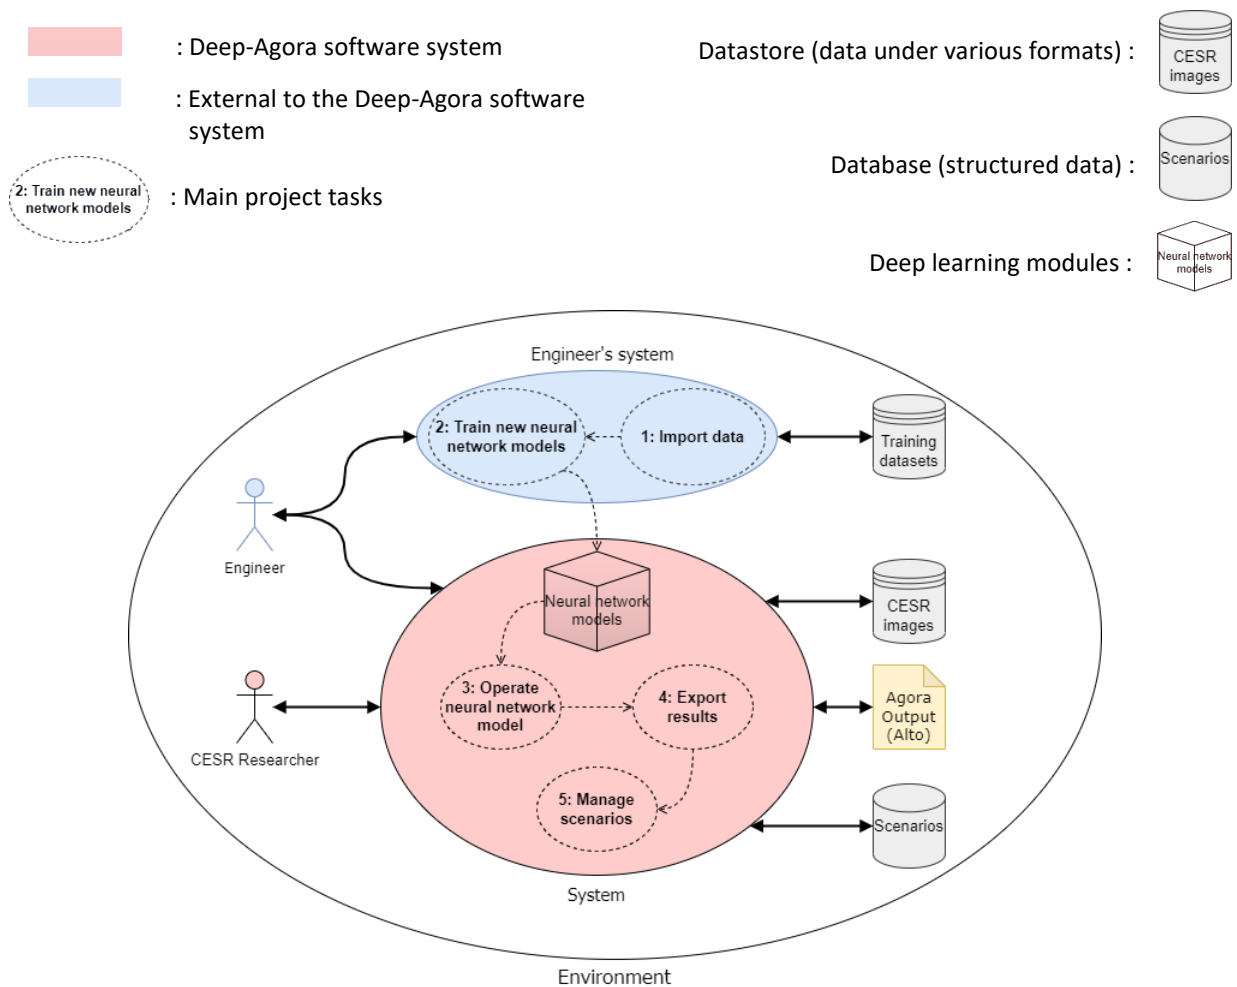 : Deep-Agora software system
: External to the Deep-Agora software
system
2: Train new neural
network models
: Main project tasks
Datastore (data under various formats) :
CESR
images
Database (structured data) :
Scenarios
Deep learning modules :
Neural network
models
Engineer's system
2: Train new neural
network models
1: Import data
Training
datasets
Engineer
Neural network
models
CESR
images
3: Operate
neural network
model
4: Export
results
Agora
Output
(Alto)
CESR Researcher
5: Manage
scenarios
Scenarios
System
Environment